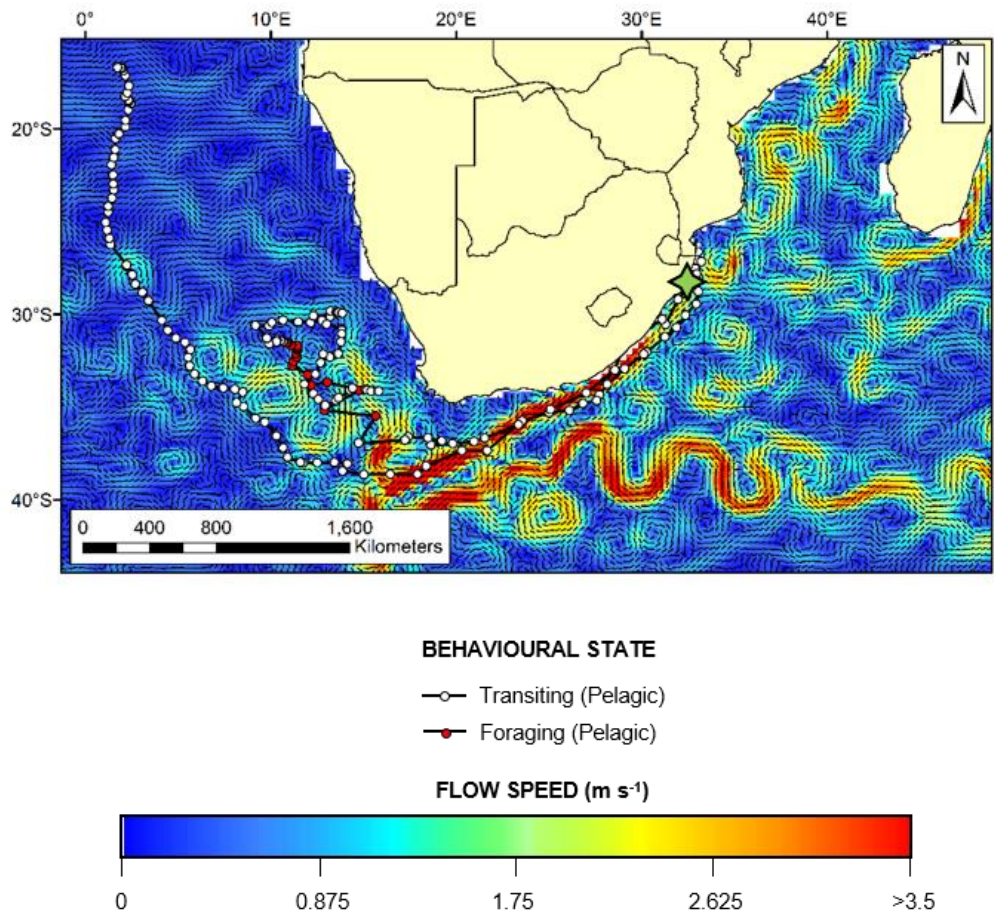 0° 10°E 20°E 30°E 40°E
N
20°S
30°S
40°S
0 400 800 1,600
Kilometers
BEHAVIOURAL STATE
Transiting (Pelagic)
Foraging (Pelagic)
FLOW SPEED (m s-1)
0 0.875 1.75 2.625 >3.5